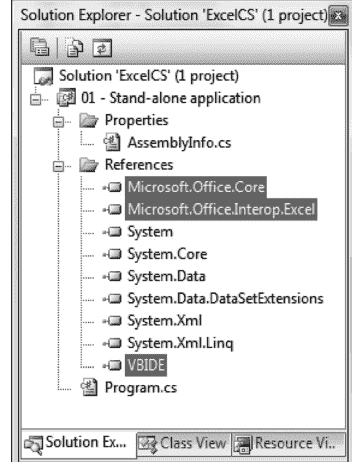 Solution Explorer - Solution 'ExcelCS' (1 project)
Solution 'ExcelCS' (1 project)
01 - Stand-alone application
Properties
AssemblyInfo.cs
References
Microsoft.Office.Core
Microsoft.Office.Interop.Excel
System
System.Core
System.Data
System.Data.DataSetExtensions
System.Xml
System.Xml.Linq
VBIDE
Program.cs
Solution Ex... Class View Resource Vi..